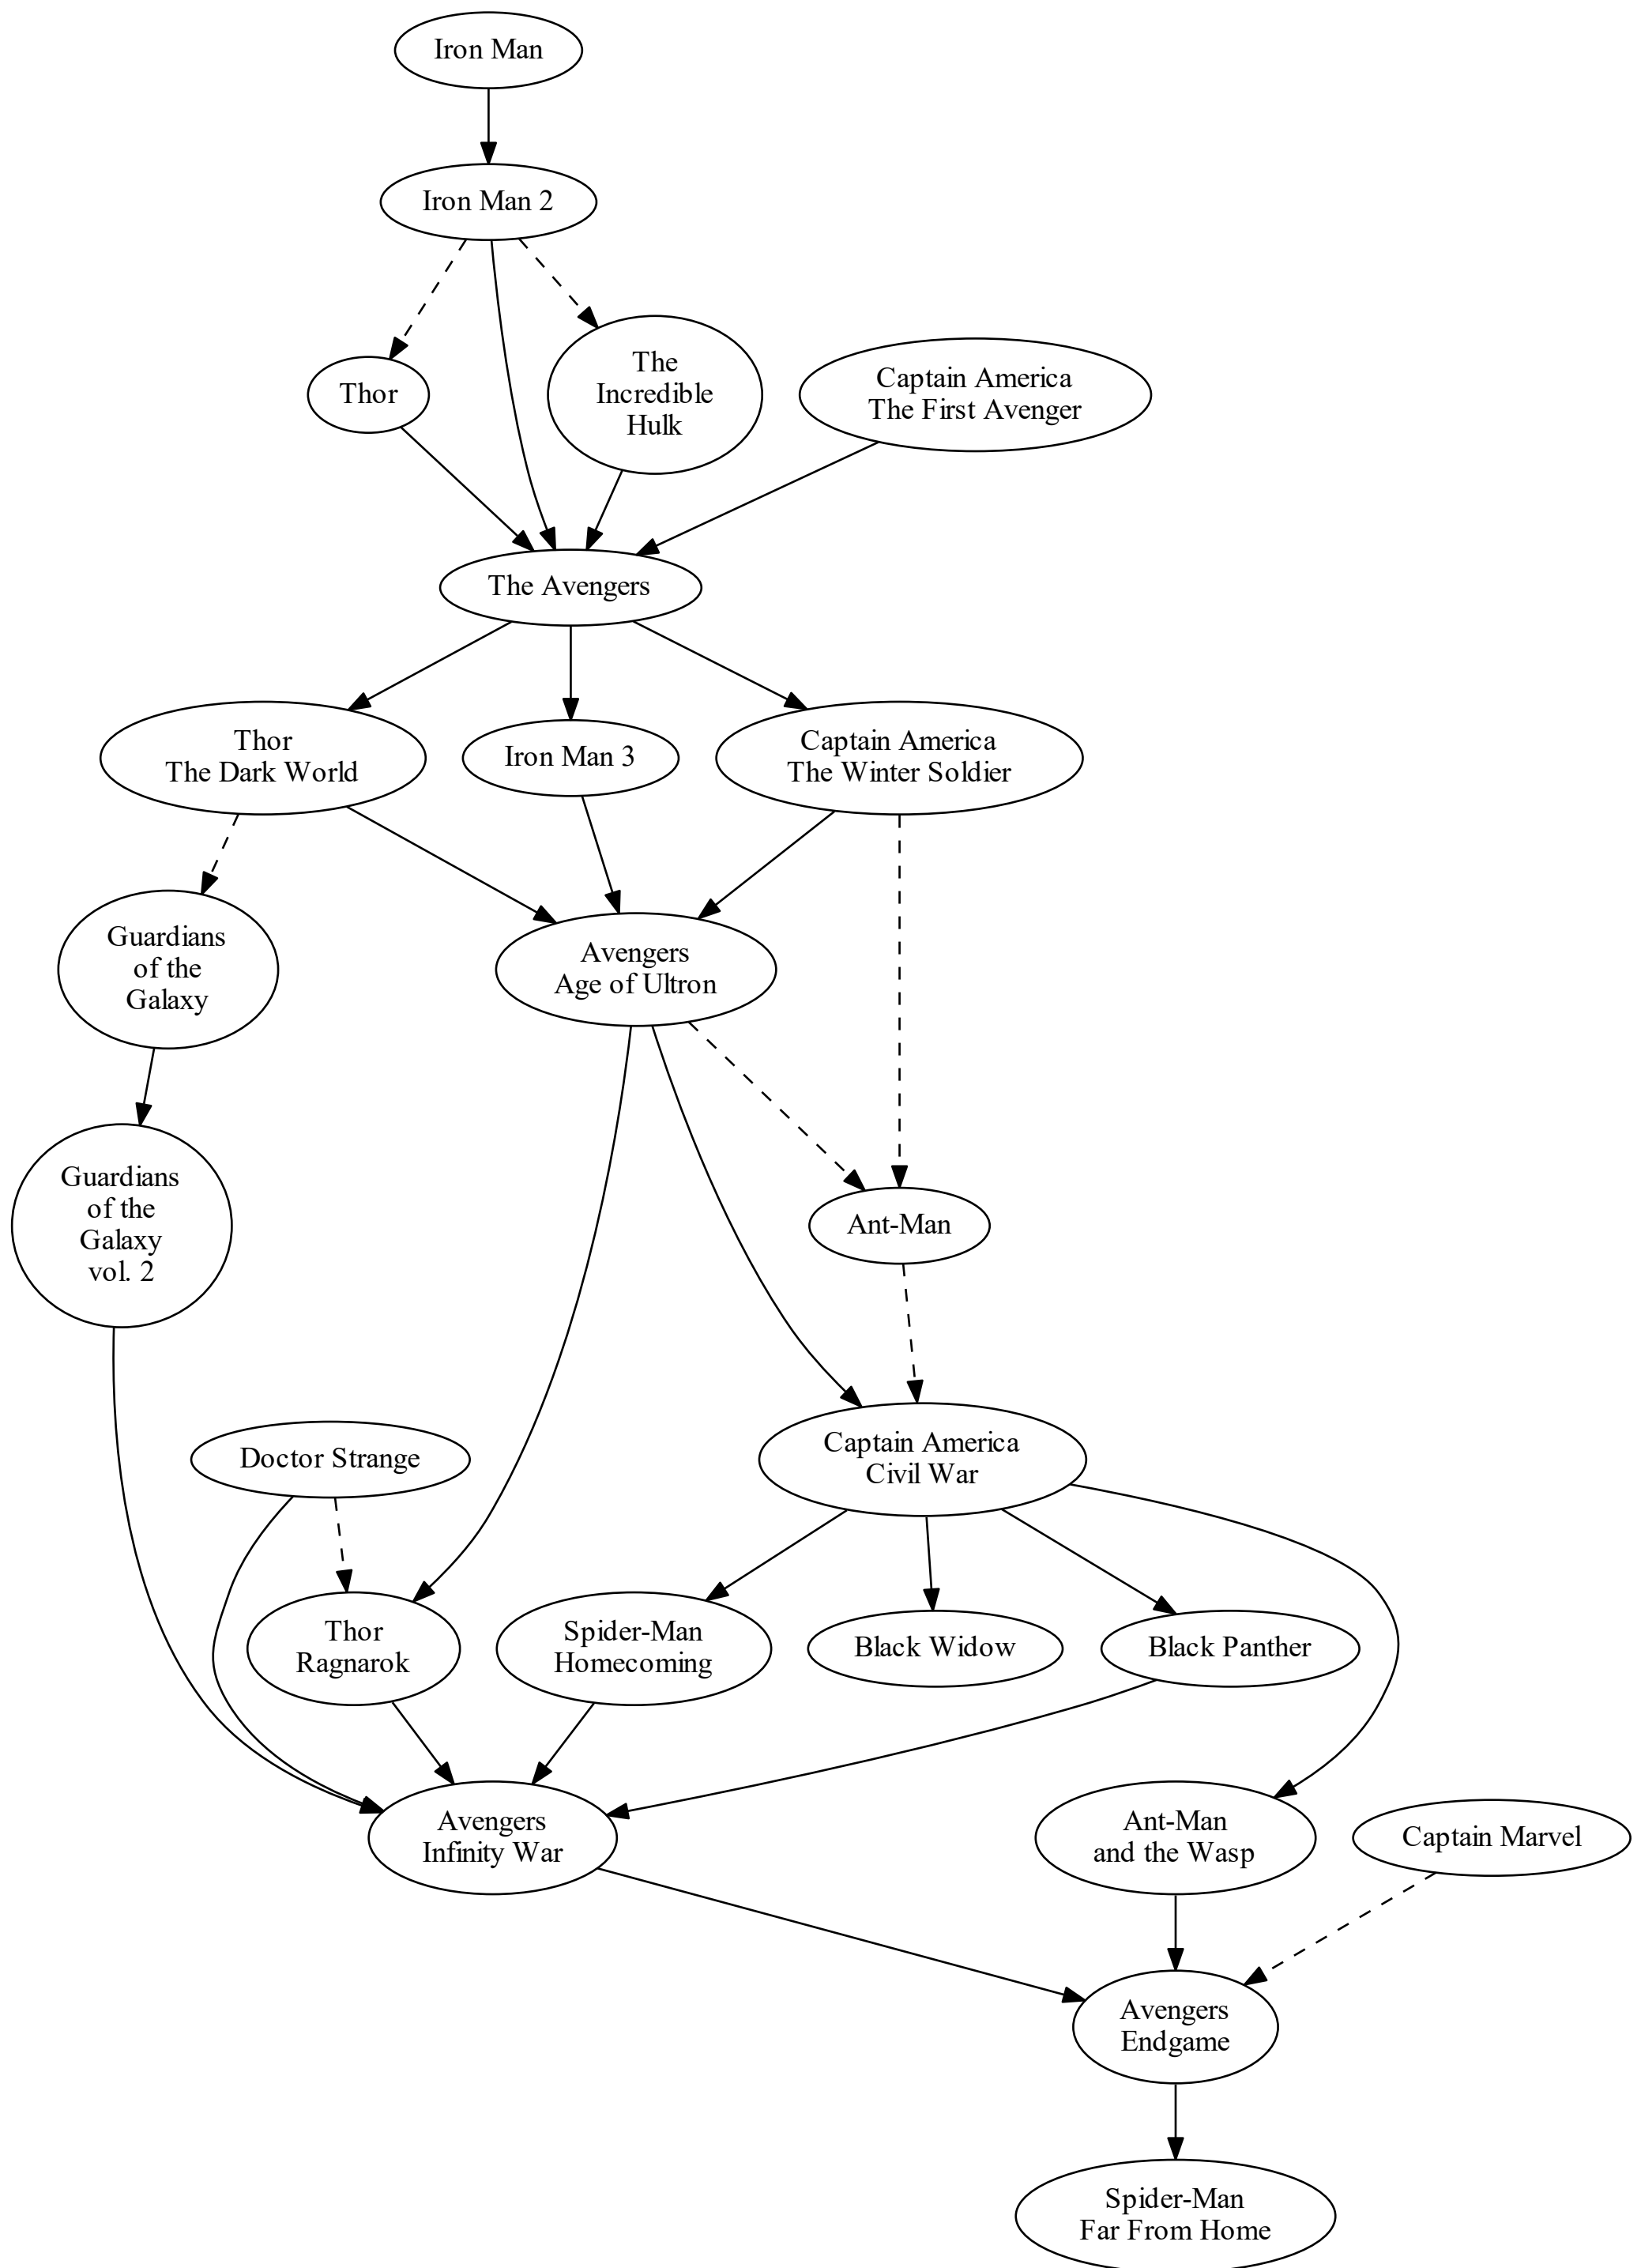 Iron Man
Iron Man 2
Thor
The
Incredible
Hulk
Captain America
The First Avenger
The Avengers
Thor
The Dark World
Iron Man 3
Captain America
The Winter Soldier
Guardians
of the
Galaxy
Avengers
Age of Ultron
Guardians
of the
Galaxy
vol. 2
Ant-Man
Doctor Strange
Captain America
Civil War
Thor
Ragnarok
Spider-Man
Homecoming
Black Widow
Black Panther
Avengers
Infinity War
Ant-Man
and the Wasp
Captain Marvel
Avengers
Endgame
Spider-Man
Far From Home